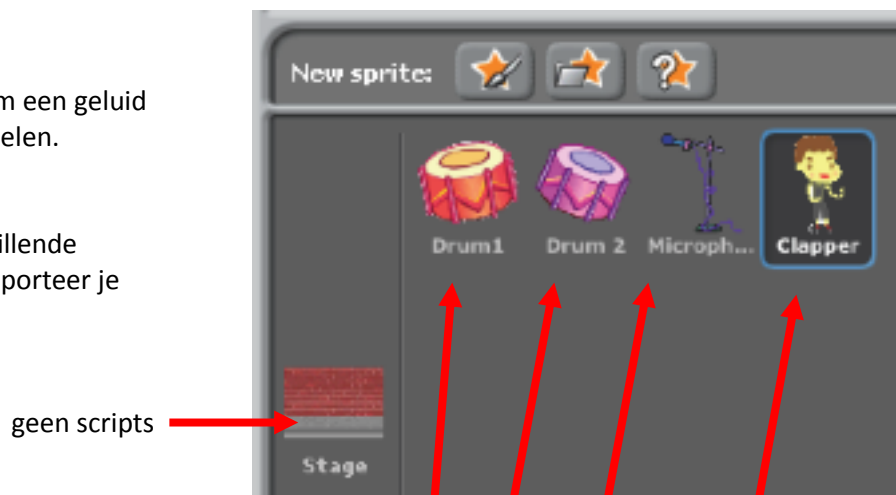 m een geluid
elen.
illende
porteer je
geen scripts
New sprite:
Drum1
Drum 2
Microph...
Clapper
Stage